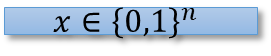 x ∈ {0,1}ⁿ